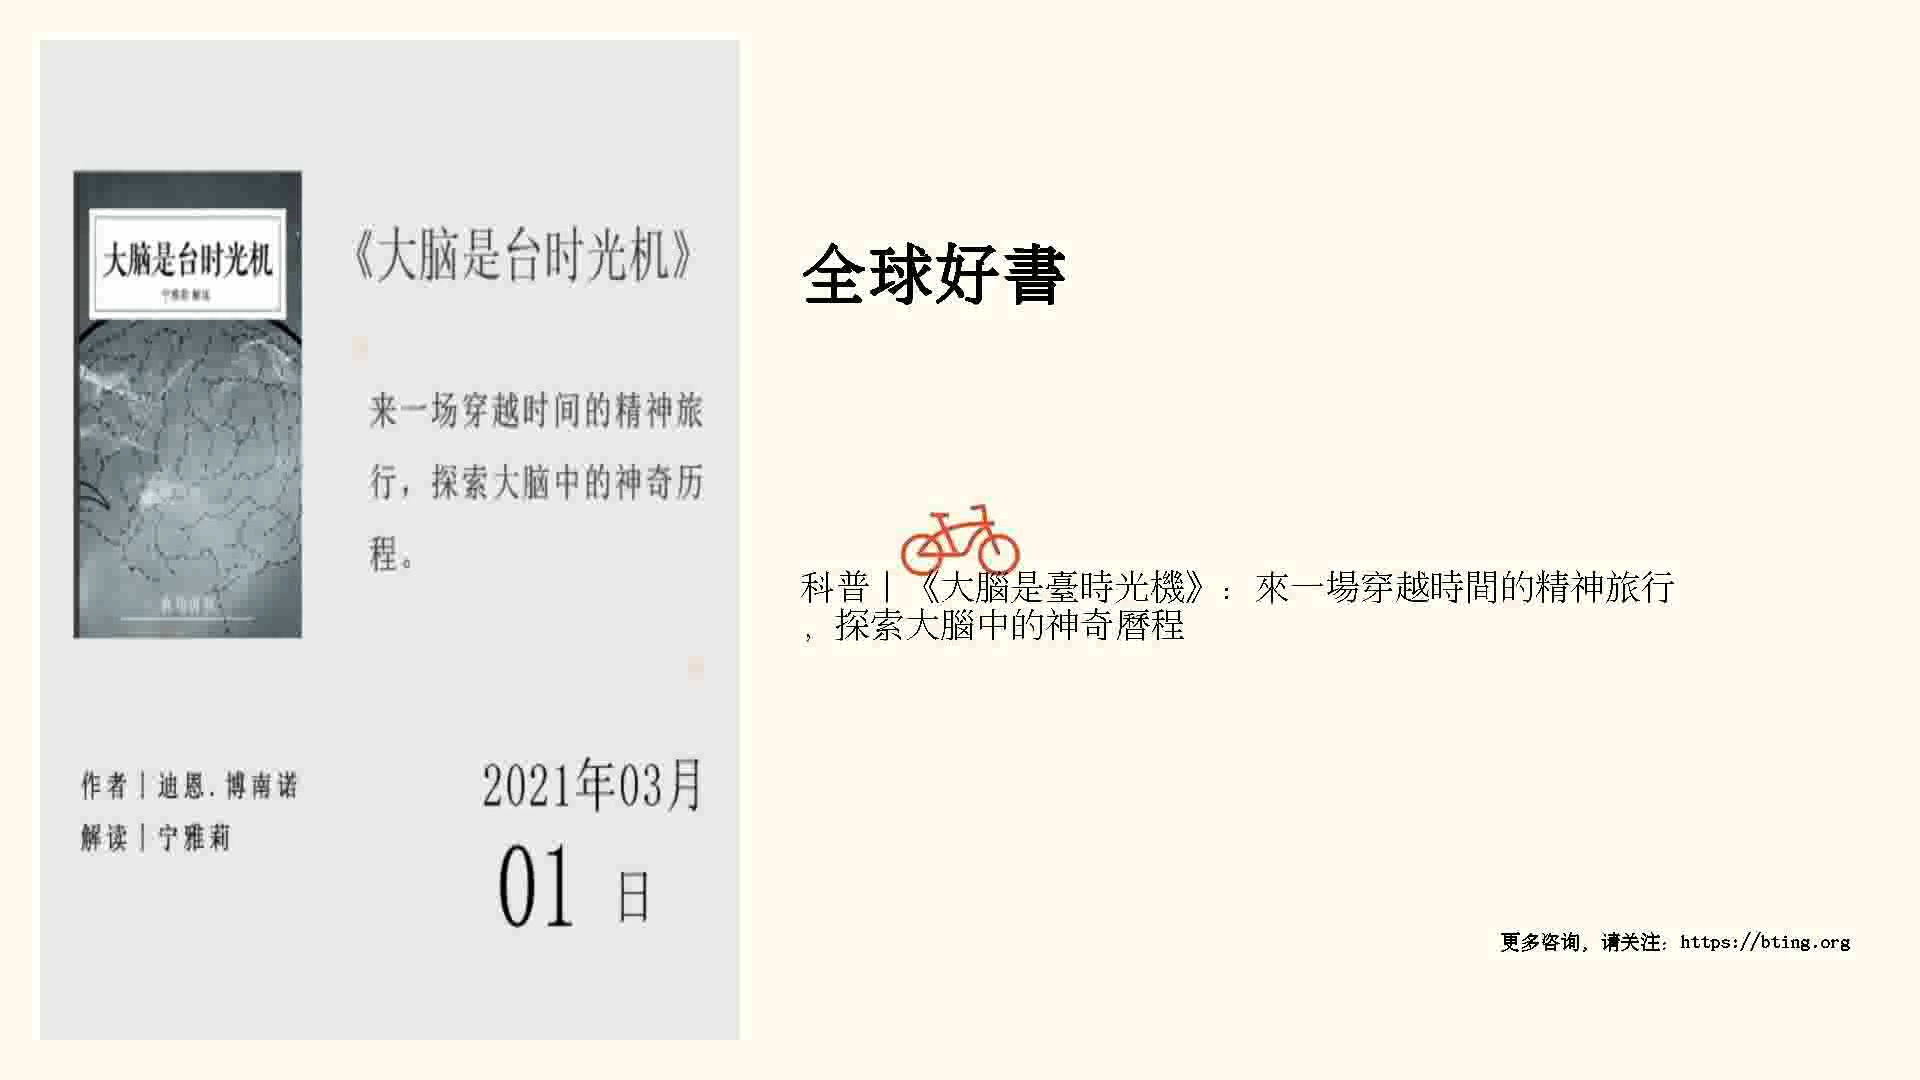 大脑是台时光机
宁雅莉 解读
《大脑是台时光机》
来一场穿越时间的精神旅
行，探索大脑中的神奇历
程。
作者｜迪恩.博南诺
解读｜宁雅莉
2021年03月
01 日
全球好書
科普｜《大腦是臺時光機》：來一場穿越時間的精神旅行
，探索大腦中的神奇曆程
更多咨询，请关注：https://bting.org